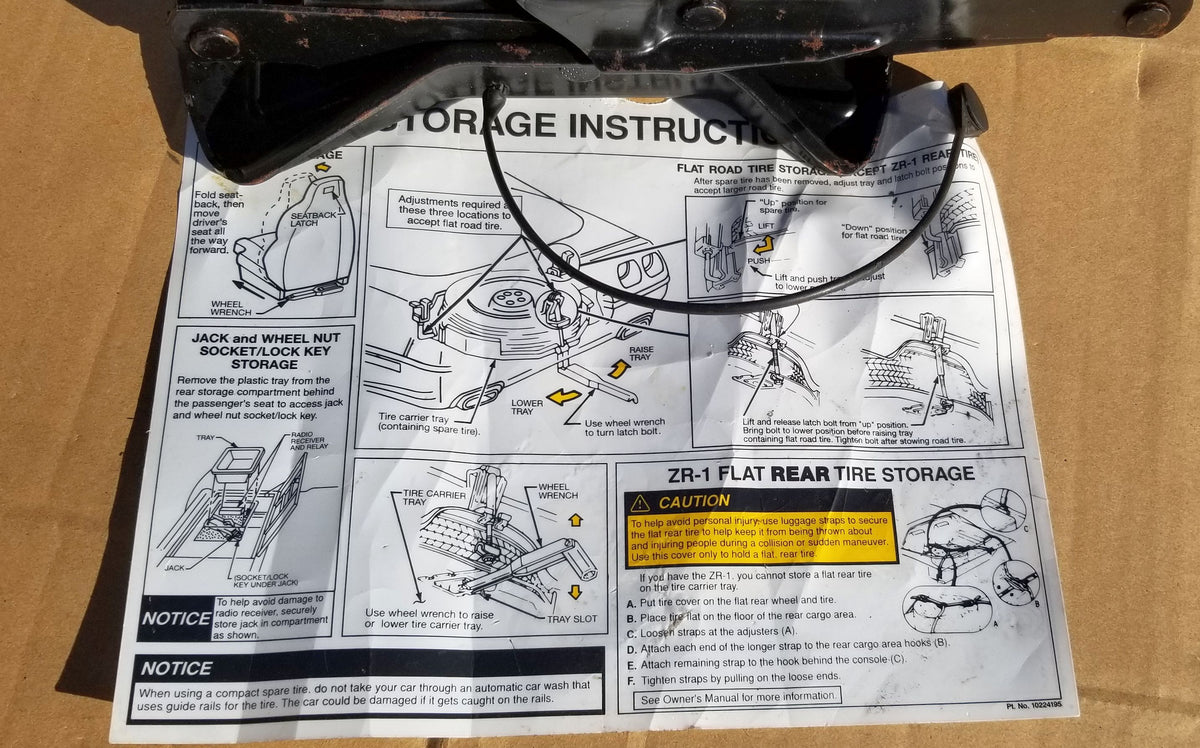 STORAGE INSTRUCTI
AGE
Fold seat-
back, then
move
driver's
seat all
the way
forward.
SEATBACK
LATCH
WHEEL
WRENCH
JACK and WHEEL NUT
SOCKET/LOCK KEY
STORAGE
Remove the plastic tray from the
rear storage compartment behind
the passenger's seat to access jack
and wheel nut socket/lock key.
TRAY
RADIO
RECEIVER
AND RELAY
JACK
(SOCKET/LOCK
KEY UNDER JACK)
NOTICE
To help avoid damage to
radio receiver, securely
store jack in compartment
as shown.
Adjustments required a
these three locations to
accept flat road tire.
RAISE
TRAY
LOWER
TRAY
Tire carrier tray
(containing spare tire).
Use wheel wrench
to turn latch bolt.
FLAT ROAD TIRE STORAG CEPT ZR-1 REAR TIRE
After spare tire has been removed, adjust tray and latch bolt positions to
accept larger road tire.
"Up" position for
spare tire.
LIFT
PUSH
"Down" position
for flat road tire
Lift and push to adjust
to lower
Lift and release latch bolt from "up" position.
Bring bolt to lower position before raising tray
containing flat road tire. Tighten bolt after stowing road tire.
TIRE CARRIER
TRAY
WHEEL
WRENCH
Use wheel wrench to raise
or lower tire carrier tray.
TRAY SLOT
NOTICE
When using a compact spare tire, do not take your car through an automatic car wash that
uses guide rails for the tire. The car could be damaged if it gets caught on the rails.
ZR-1 FLAT REAR TIRE STORAGE
CAUTION
To help avoid personal injury-use luggage straps to secure
the flat rear tire to help keep it from being thrown about
and injuring people during a collision or sudden maneuver.
Use this cover only to hold a flat, rear tire.
If you have the ZR-1, you cannot store a flat rear tire
on the tire carrier tray.
A. Put tire cover on the flat rear wheel and tire.
B. Place tire flat on the floor of the rear cargo area.
C. Loosen straps at the adjusters (A).
D. Attach each end of the longer strap to the rear cargo area hooks (B).
E. Attach remaining strap to the hook behind the console (C).
F. Tighten straps by pulling on the loose ends.
See Owner's Manual for more information.
C
B
A
Pt. No. 10224195